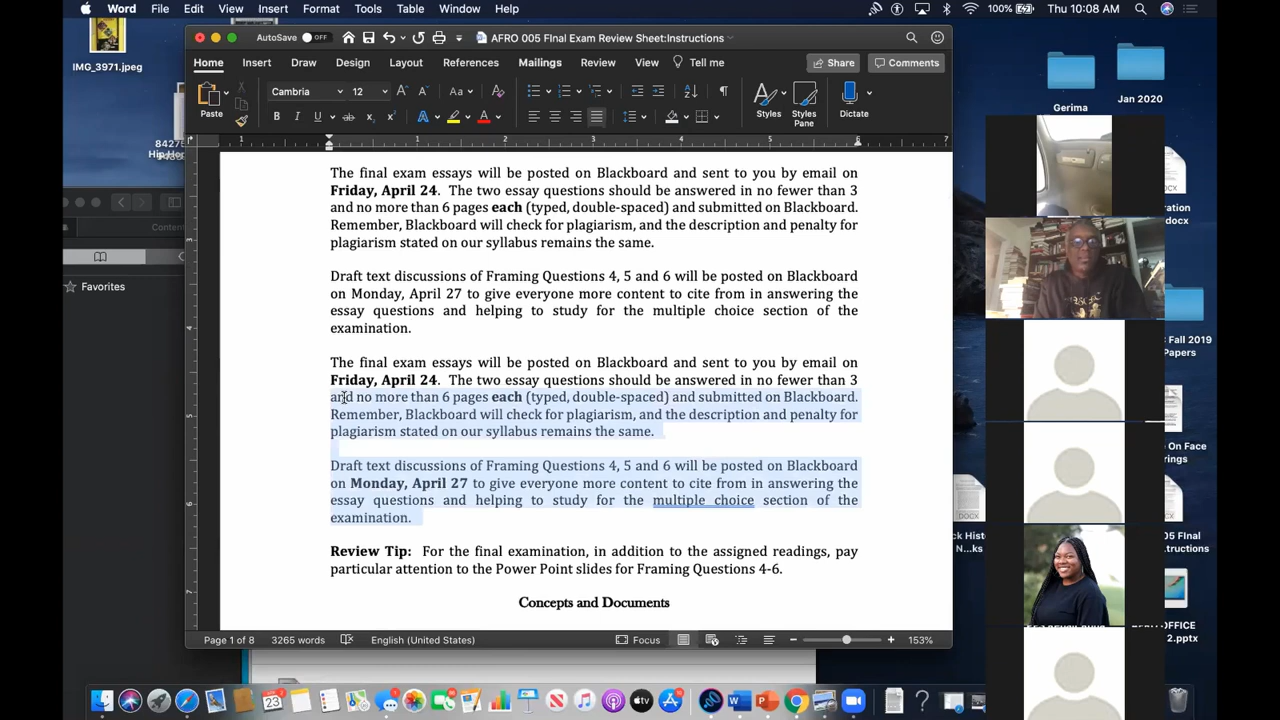 Word File Edit View Insert Format Tools Table Window Help 100% Thu 10:08 AM
AutoSave OFF AFRO 005 FInal Exam Review Sheet:Instructions
Home Insert Draw Design Layout References Mailings Review View Tell me Share Comments
Cambria 12
Paste Styles Styles Pane Dictate
1 1 2 3 4 5 6 7
The final exam essays will be posted on Blackboard and sent to you by email on
Friday, April 24. The two essay questions should be answered in no fewer than 3
and no more than 6 pages each (typed, double-spaced) and submitted on Blackboard.
Remember, Blackboard will check for plagiarism, and the description and penalty for
plagiarism stated on our syllabus remains the same.
Draft text discussions of Framing Questions 4, 5 and 6 will be posted on Blackboard
on Monday, April 27 to give everyone more content to cite from in answering the
essay questions and helping to study for the multiple choice section of the
examination.
The final exam essays will be posted on Blackboard and sent to you by email on
Friday, April 24. The two essay questions should be answered in no fewer than 3
and no more than 6 pages each (typed, double-spaced) and submitted on Blackboard.
Remember, Blackboard will check for plagiarism, and the description and penalty for
plagiarism stated on our syllabus remains the same.
Draft text discussions of Framing Questions 4, 5 and 6 will be posted on Blackboard
on Monday, April 27 to give everyone more content to cite from in answering the
essay questions and helping to study for the multiple choice section of the
examination.
Review Tip: For the final examination, in addition to the assigned readings, pay
particular attention to the Power Point slides for Framing Questions 4-6.
Concepts and Documents
Page 1 of 8 3265 words English (United States) Focus 153%
IMG_3971.jpeg
Favorites
Gerima
Jan 2020
Fall 2019
Papers
On Face
DOCX